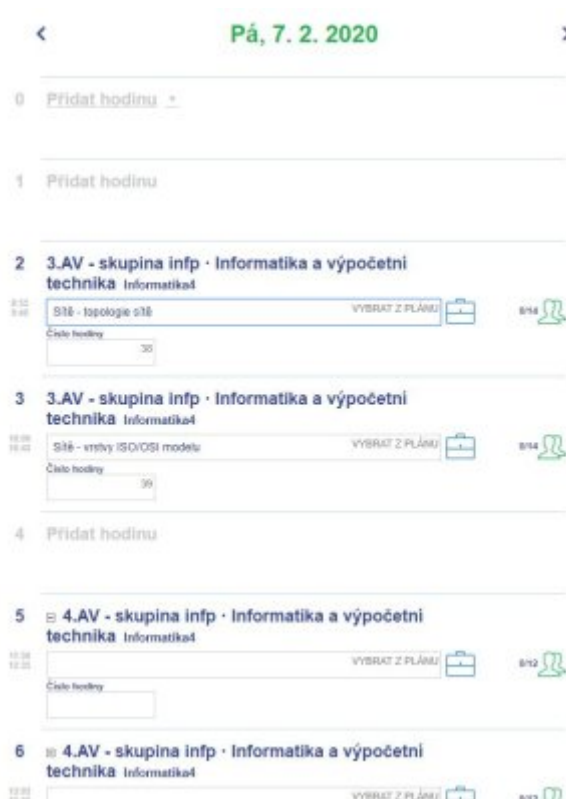 Pá, 7. 2. 2020
0 Přidat hodinu
1 Přidat hodinu
2 3.AV - skupina infp · Informatika a výpočetní
technika Informatika4
Sítě - topologie sítě VYBRAT Z PLÁNU
Číslo hodiny
38
3 3.AV - skupina infp · Informatika a výpočetní
technika Informatika4
Sítě - vrstvy ISO/OSI modelu VYBRAT Z PLÁNU
Číslo hodiny
39
4 Přidat hodinu
5 4.AV - skupina infp · Informatika a výpočetní
technika Informatika4
VYBRAT Z PLÁNU
Číslo hodiny
6 4.AV - skupina infp · Informatika a výpočetní
technika Informatika4
VYBRAT Z PLÁNU